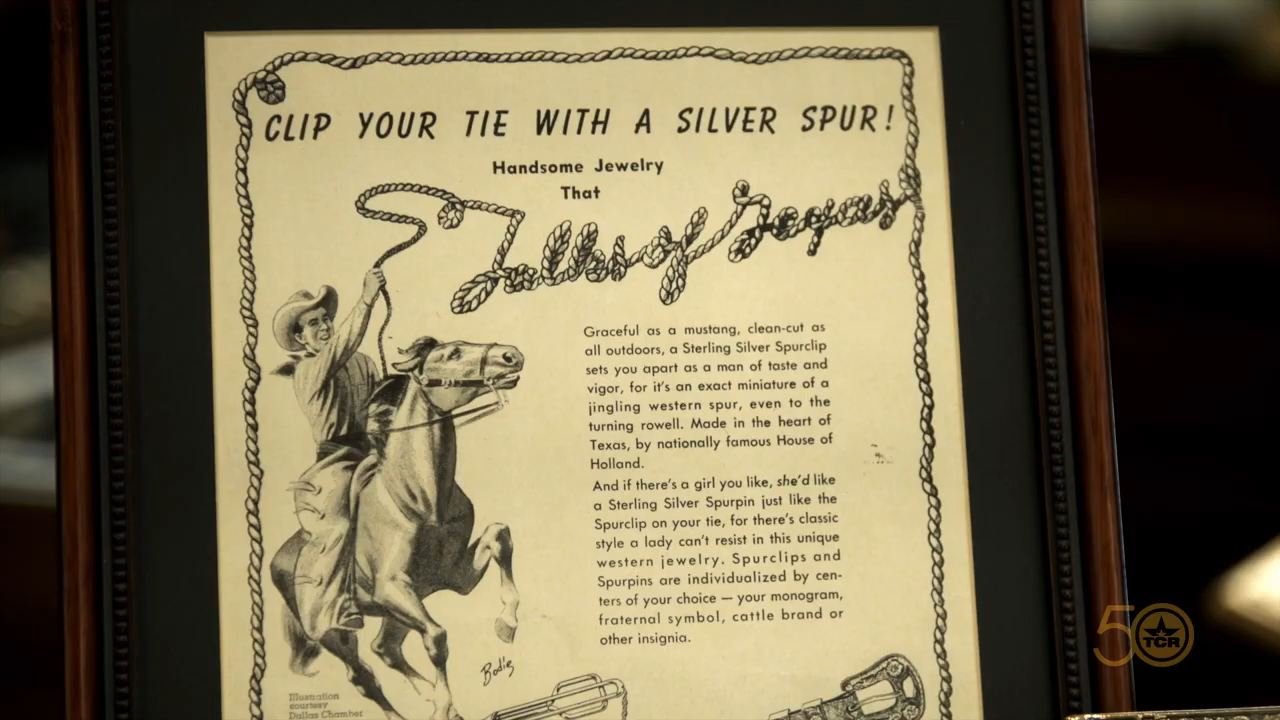 CLIP YOUR TIE WITH A SILVER SPUR!
Handsome Jewelry
That
Talks of Texas
Graceful as a mustang, clean-cut as
all outdoors, a Sterling Silver Spurclip
sets you apart as a man of taste and
vigor, for it's an exact miniature of a
jingling western spur, even to the
turning rowell. Made in the heart of
Texas, by nationally famous House of
Holland.
And if there's a girl you like, she'd like
a Sterling Silver Spurpin just like the
Spurclip on your tie, for there's classic
style a lady can't resist in this unique
western jewelry. Spurclips and
Spurpins are individualized by cen-
ters of your choice — your monogram,
fraternal symbol, cattle brand or
other insignia.
Bodie
Illustration
courtesy
Dallas Chamber
50
TCR